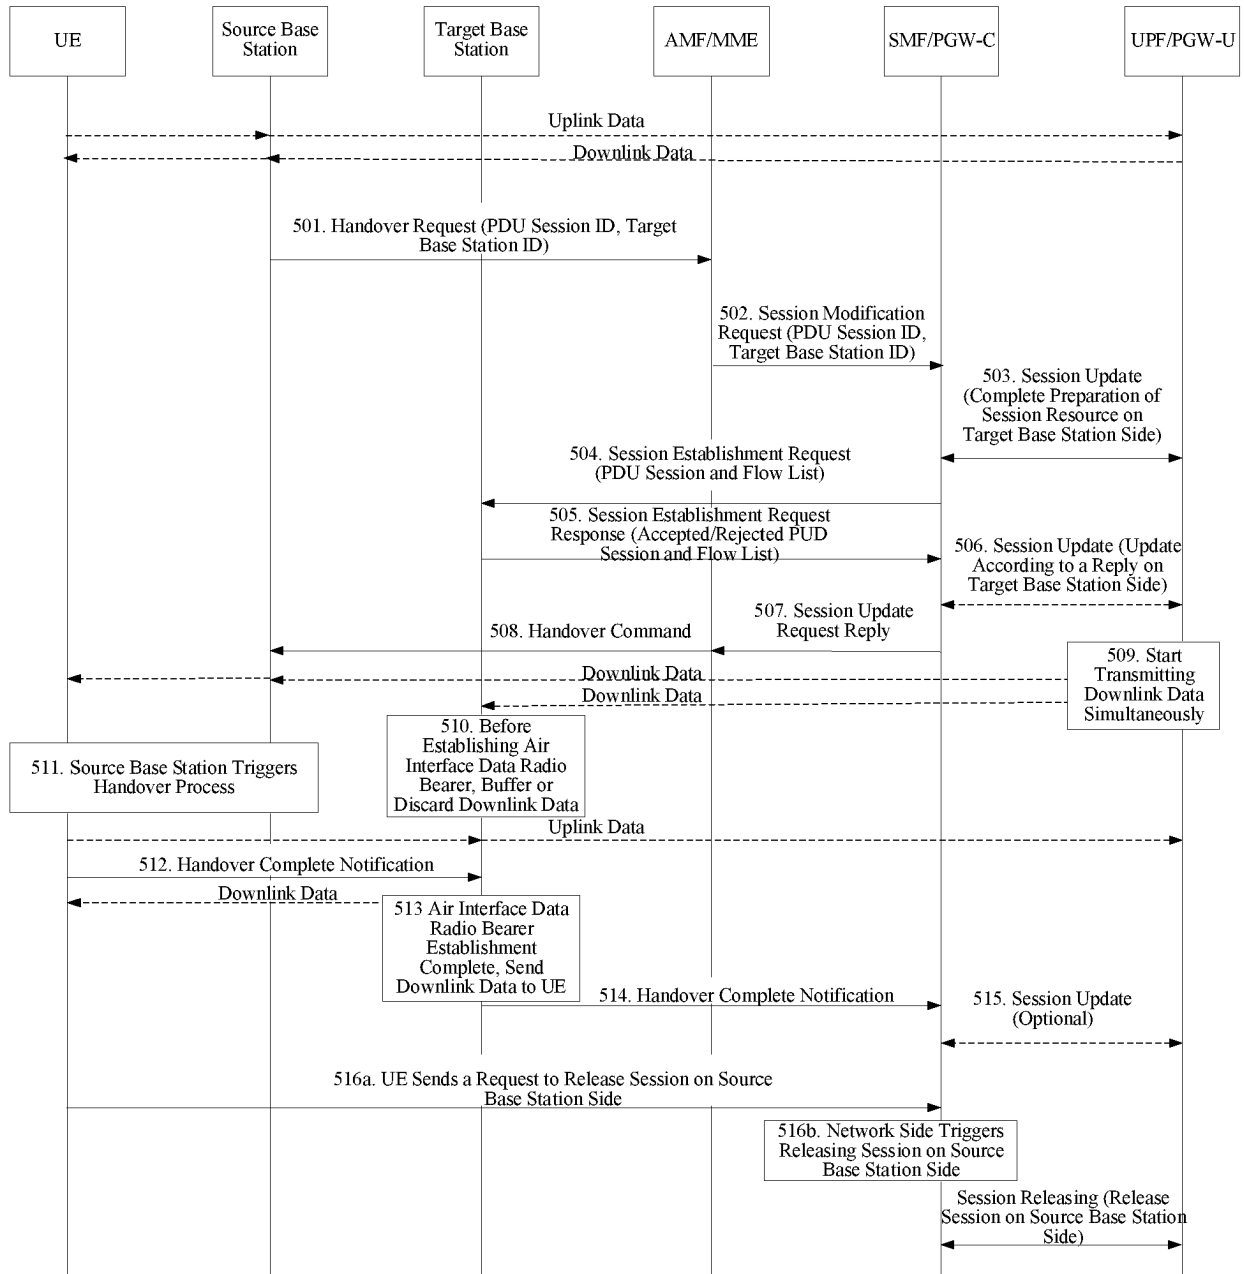 UE
Source Base
Station
Target Base
Station
AMF/MME
SMF/PGW-C
UPF/PGW-U
Uplink Data
Downlink Data
501. Handover Request (PDU Session ID, Target
Base Station ID)
502. Session Modification
Request (PDU Session ID,
Target Base Station ID)
503. Session Update
(Complete Preparation of
Session Resource on
Target Base Station Side)
504. Session Establishment Request
(PDU Session and Flow List)
505. Session Establishment Request
Response (Accepted/Rejected PUD
Session and Flow List)
506. Session Update (Update
According to a Reply on
Target Base Station Side)
507. Session Update
Request Reply
508. Handover Command
509. Start
Transmitting
Downlink Data
Simultaneously
Downlink Data
Downlink Data
510. Before
Establishing Air
Interface Data Radio
Bearer, Buffer or
Discard Downlink Data
511. Source Base Station Triggers
Handover Process
Uplink Data
512. Handover Complete Notification
Downlink Data
513 Air Interface Data
Radio Bearer
Establishment
Complete, Send
Downlink Data to UE
514. Handover Complete Notification
515. Session Update
(Optional)
516a. UE Sends a Request to Release Session on Source
Base Station Side
516b. Network Side Triggers
Releasing Session on Source
Base Station Side
Session Releasing (Release
Session on Source Base Station
Side)